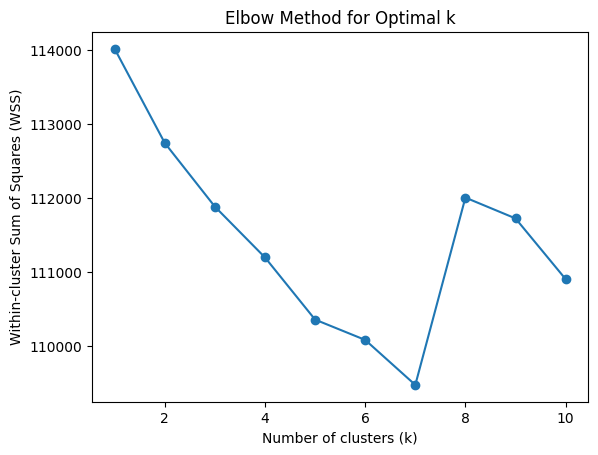 Elbow Method for Optimal k
114000
113000
112000
111000
110000
Within-cluster Sum of Squares (WSS)
2 4 6 8 10
Number of clusters (k)